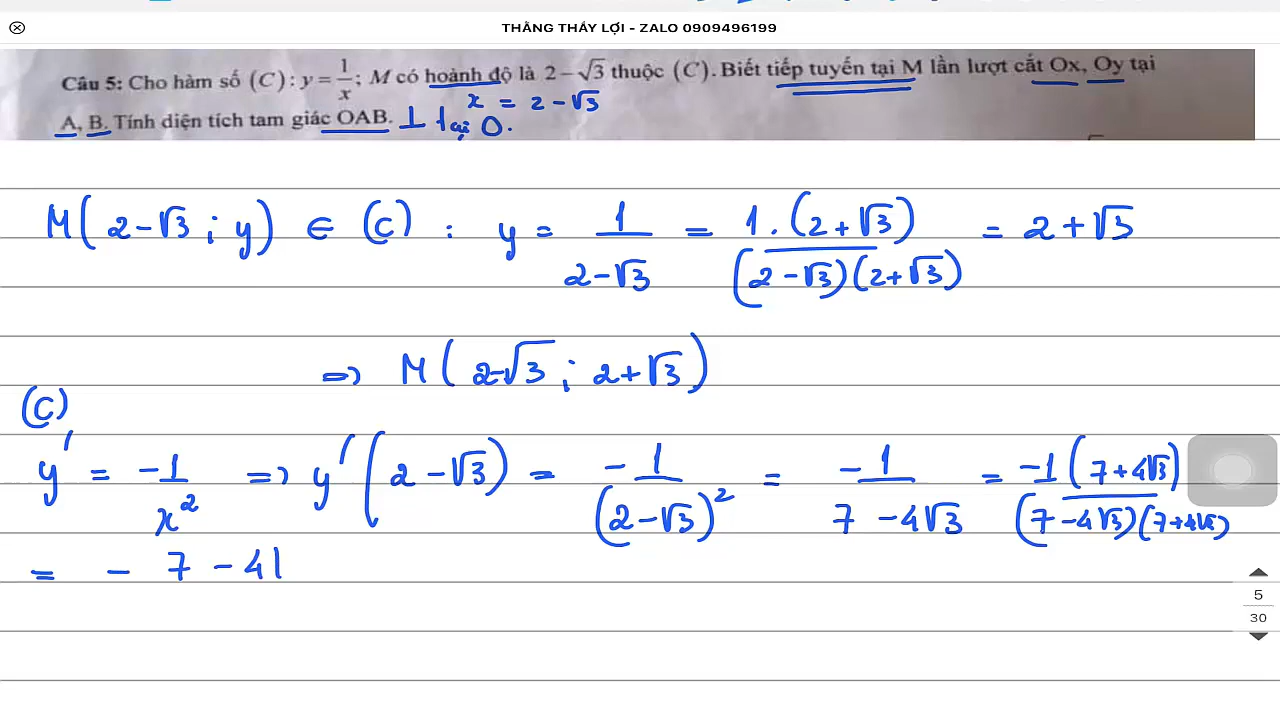 THẦNG THẦY LỢI - ZALO 0909496199
Câu 5: Cho hàm số (C): y = 1/x; M có hoành độ là 2 − √3 thuộc (C). Biết tiếp tuyến tại M lần lượt cắt Ox, Oy tại
x = 2 − √3
A, B. Tính diện tích tam giác OAB. ⊥ tại O.
M(2 − √3 ; y) ∈ (C) : y = 1/(2 − √3) = 1.(2 + √3)/((2 − √3)(2 + √3)) = 2 + √3
=> M(2 − √3 ; 2 + √3)
(C)
y' = −1/x² => y'(2 − √3) = −1/(2 − √3)² = −1/(7 − 4√3) = −1(7 + 4√3)/((7 − 4√3)(7 + 4√3))
= − 7 − 4
5
30